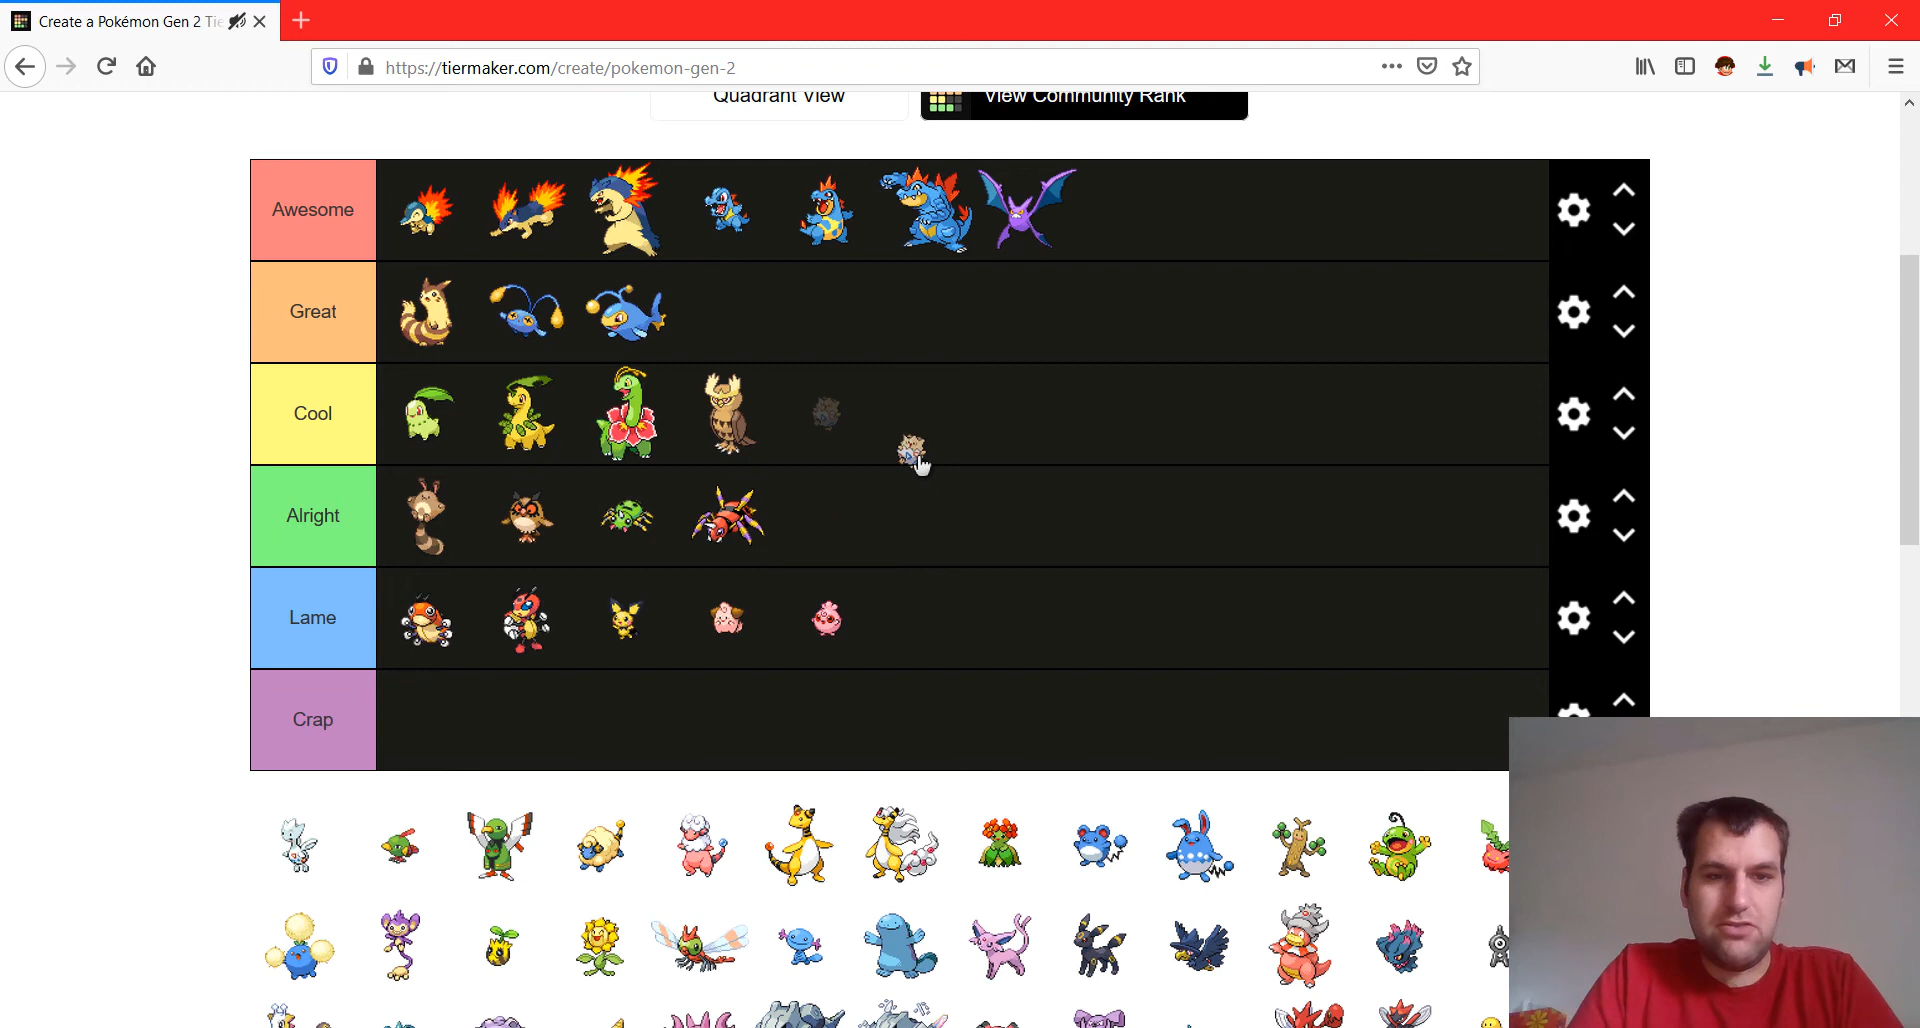 Create a Pokémon Gen 2 Tie
https://tiermaker.com/create/pokemon-gen-2
Quadrant View
View Community Rank
Awesome
Great
Cool
Alright
Lame
Crap